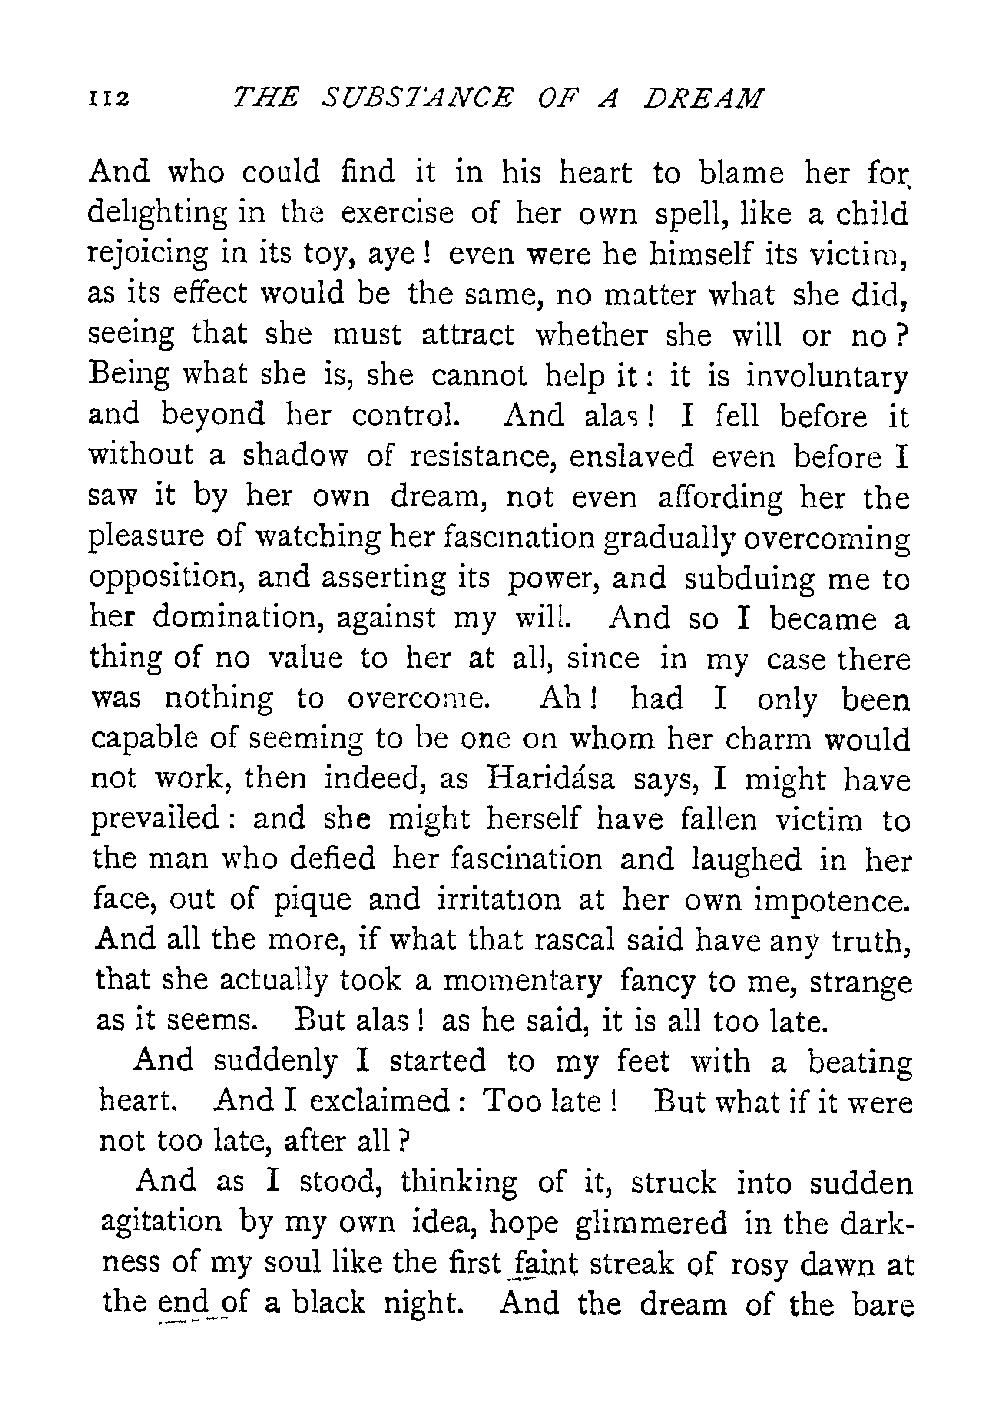 112 THE SUBSTANCE OF A DREAM
And who could find it in his heart to blame her for
delighting in the exercise of her own spell, like a child
rejoicing in its toy, aye! even were he himself its victim,
as its effect would be the same, no matter what she did,
seeing that she must attract whether she will or no?
Being what she is, she cannot help it: it is involuntary
and beyond her control. And alas! I fell before it
without a shadow of resistance, enslaved even before I
saw it by her own dream, not even affording her the
pleasure of watching her fascination gradually overcoming
opposition, and asserting its power, and subduing me to
her domination, against my will. And so I became a
thing of no value to her at all, since in my case there
was nothing to overcome. Ah! had I only been
capable of seeming to be one on whom her charm would
not work, then indeed, as Haridása says, I might have
prevailed: and she might herself have fallen victim to
the man who defied her fascination and laughed in her
face, out of pique and irritation at her own impotence.
And all the more, if what that rascal said have any truth,
that she actually took a momentary fancy to me, strange
as it seems. But alas! as he said, it is all too late.
And suddenly I started to my feet with a beating
heart. And I exclaimed: Too late! But what if it were
not too late, after all?
And as I stood, thinking of it, struck into sudden
agitation by my own idea, hope glimmered in the dark-
ness of my soul like the first faint streak of rosy dawn at
the end of a black night. And the dream of the bare